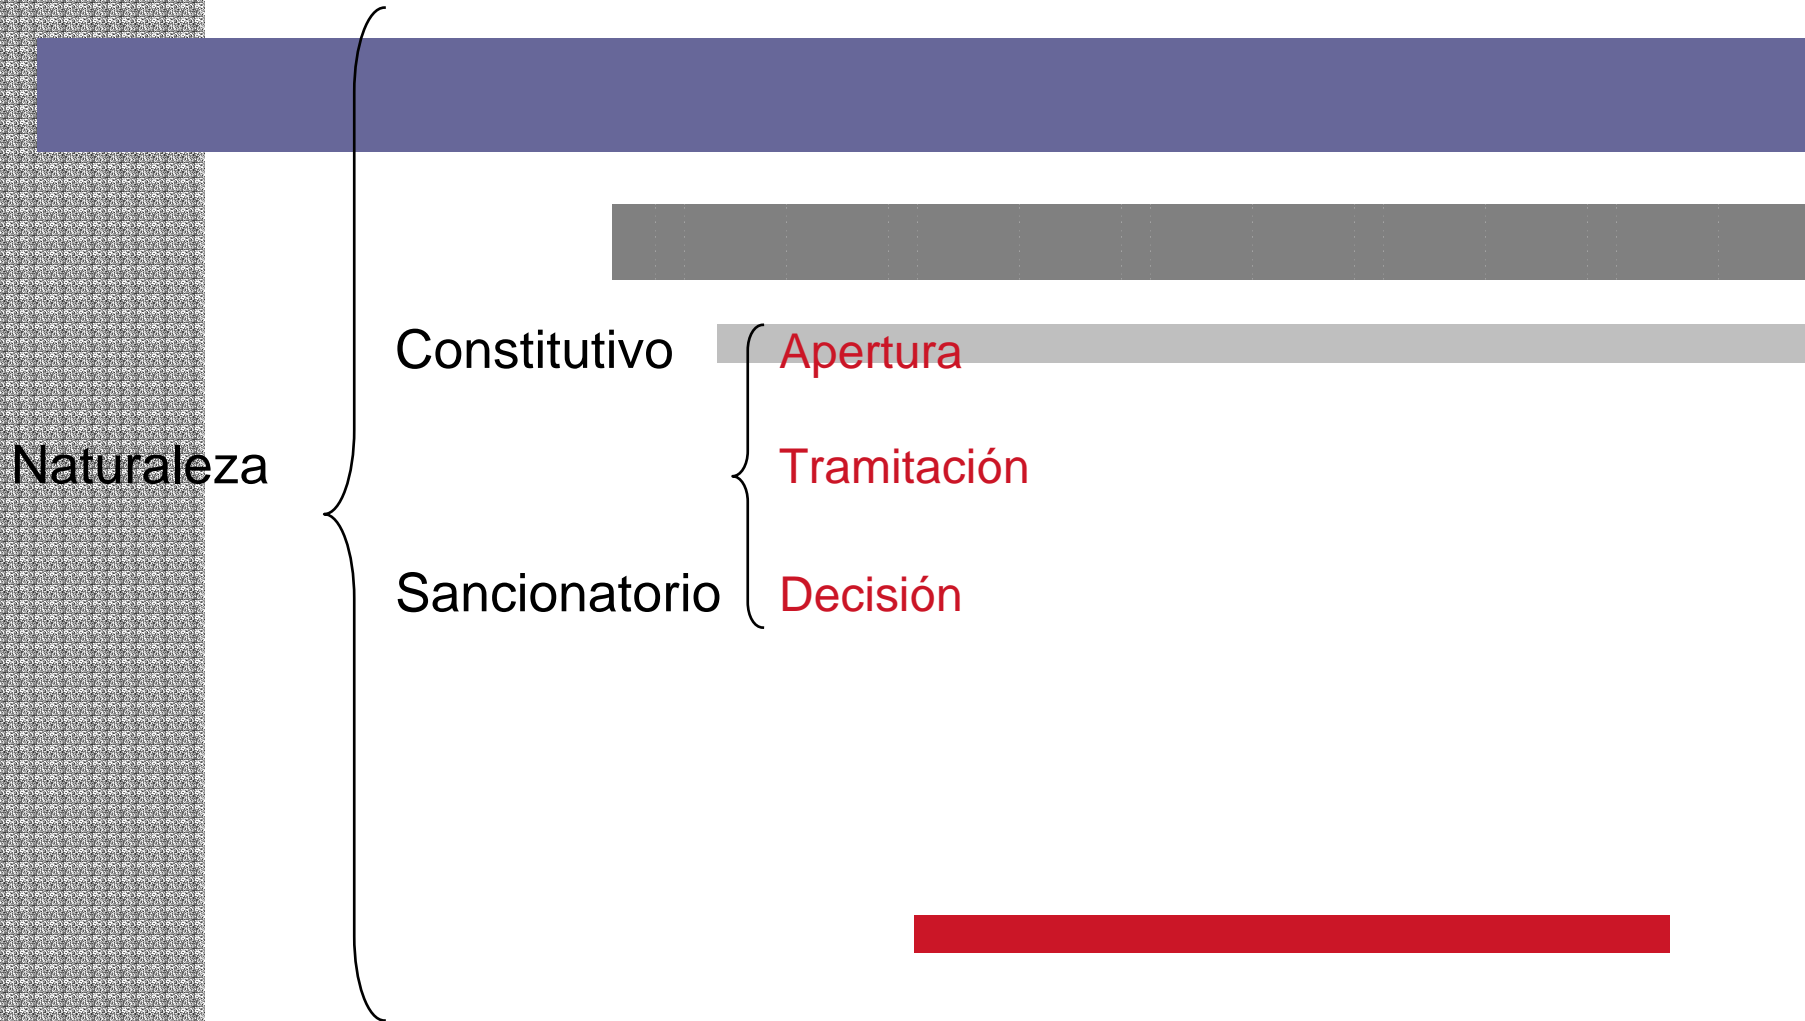 Naturaleza
Constitutivo
Sancionatorio
Apertura
Tramitación
Decisión